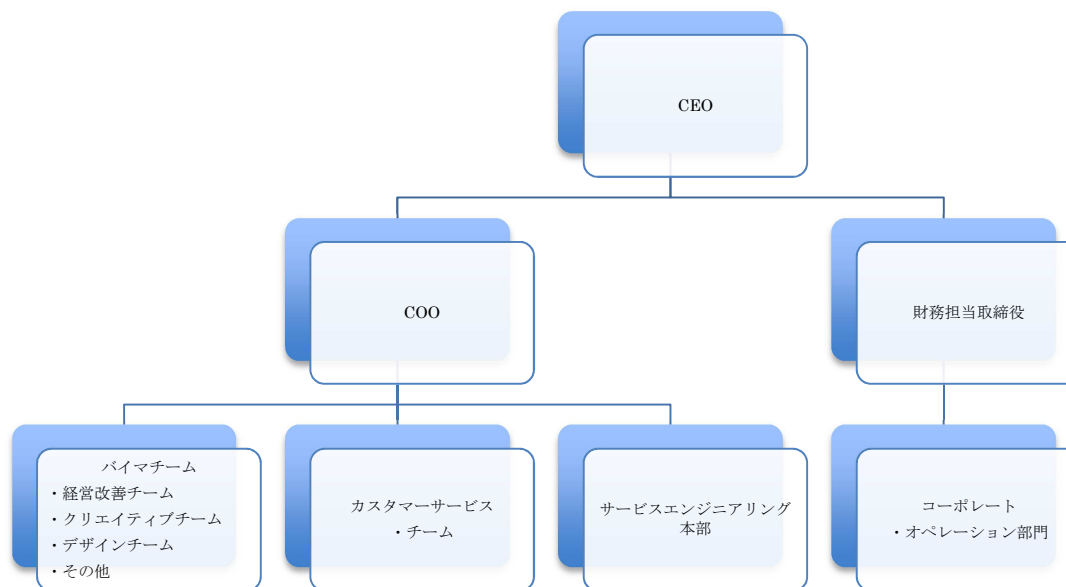 CEO
COO
財務担当取締役
バイマチーム
・経営改善チーム
・クリエイティブチーム
・デザインチーム
・その他
カスタマーサービス
・チーム
サービスエンジニアリング
本部
コーポレート
・オペレーション部門